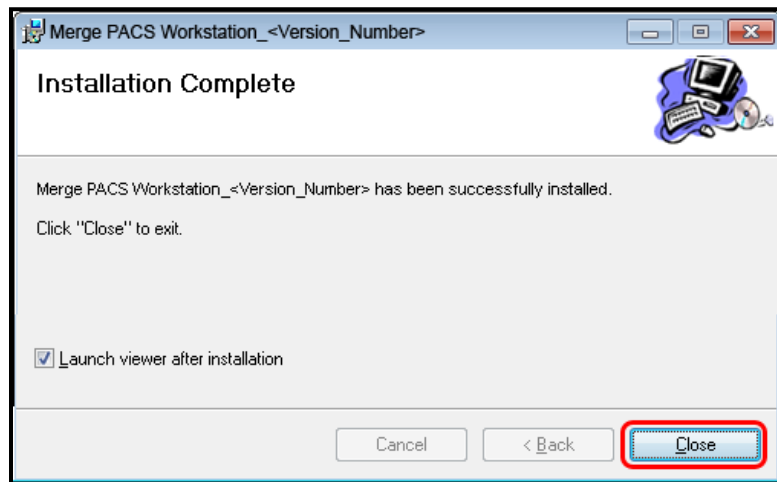 Merge PACS Workstation_<Version_Number>
Installation Complete
Merge PACS Workstation_<Version_Number> has been successfully installed.
Click "Close" to exit.
Launch viewer after installation
Cancel
< Back
Close